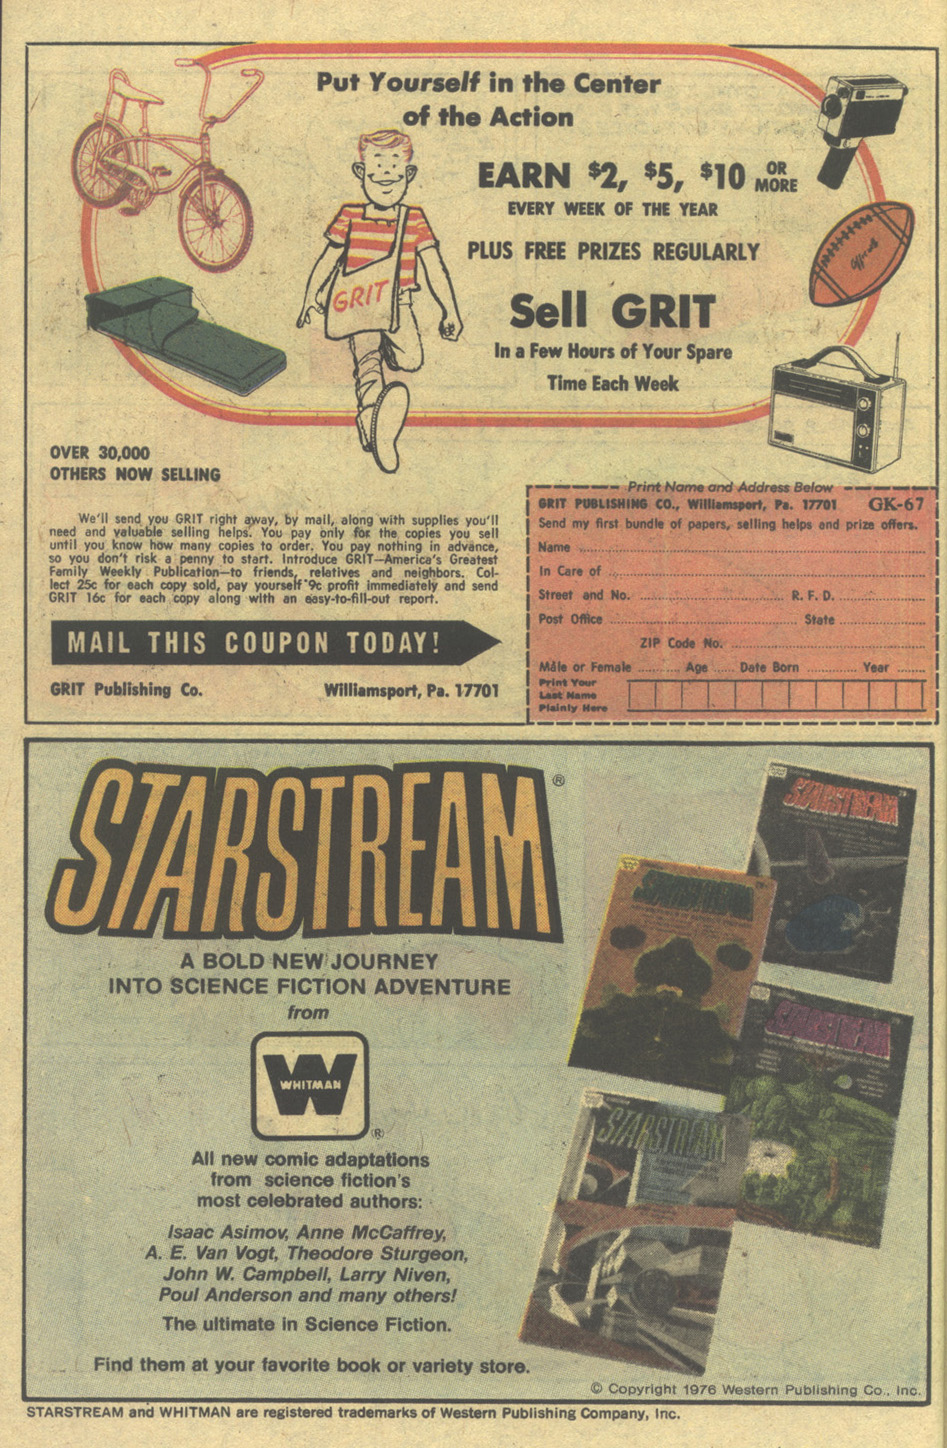 Put Yourself in the Center
of the Action
EARN $2, $5, $10 OR MORE
EVERY WEEK OF THE YEAR
PLUS FREE PRIZES REGULARLY
Sell GRIT
In a Few Hours of Your Spare
Time Each Week
GRIT
OVER 30,000
OTHERS NOW SELLING
We'll send you GRIT right away, by mail, along with supplies you'll
need and valuable selling helps. You pay only for the copies you sell
until you know how many copies to order. You pay nothing in advance,
so you don't risk a penny to start. Introduce GRIT—America's Greatest
Family Weekly Publication—to friends, relatives and neighbors. Col-
lect 25c for each copy sold, pay yourself 9c profit immediately and send
GRIT 16c for each copy along with an easy-to-fill-out report.
MAIL THIS COUPON TODAY!
GRIT Publishing Co. Williamsport, Pa. 17701
Print Name and Address Below
GRIT PUBLISHING CO., Williamsport, Pa. 17701 GK-67
Send my first bundle of papers, selling helps and prize offers.
Name
In Care of
Street and No. R. F. D.
Post Office State
ZIP Code No.
Male or Female Age Date Born Year
Print Your
Last Name
Plainly Here
STARSTREAM®
A BOLD NEW JOURNEY
INTO SCIENCE FICTION ADVENTURE
from
W
WHITMAN
®
All new comic adaptations
from science fiction's
most celebrated authors:
Isaac Asimov, Anne McCaffrey,
A. E. Van Vogt, Theodore Sturgeon,
John W. Campbell, Larry Niven,
Poul Anderson and many others!
The ultimate in Science Fiction.
Find them at your favorite book or variety store.
STARSTREAM
STARSTREAM
STARSTREAM
STARSTREAM
© Copyright 1976 Western Publishing Co., Inc.
STARSTREAM and WHITMAN are registered trademarks of Western Publishing Company, Inc.